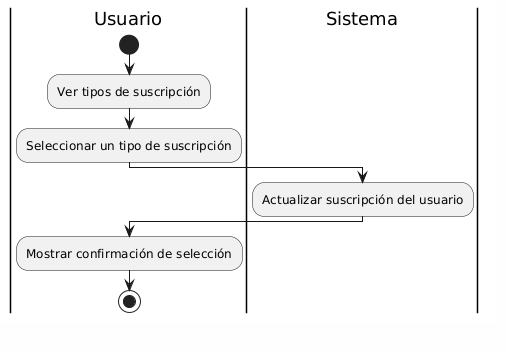 Usuario
Sistema
Ver tipos de suscripción
Seleccionar un tipo de suscripción
Actualizar suscripción del usuario
Mostrar confirmación de selección